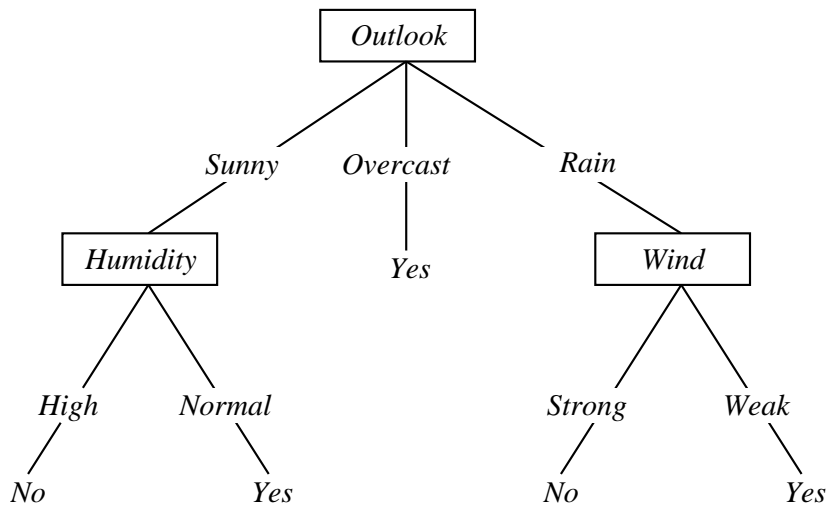 Outlook
Sunny Overcast Rain
Humidity Yes Wind
High Normal Strong Weak
No Yes No Yes